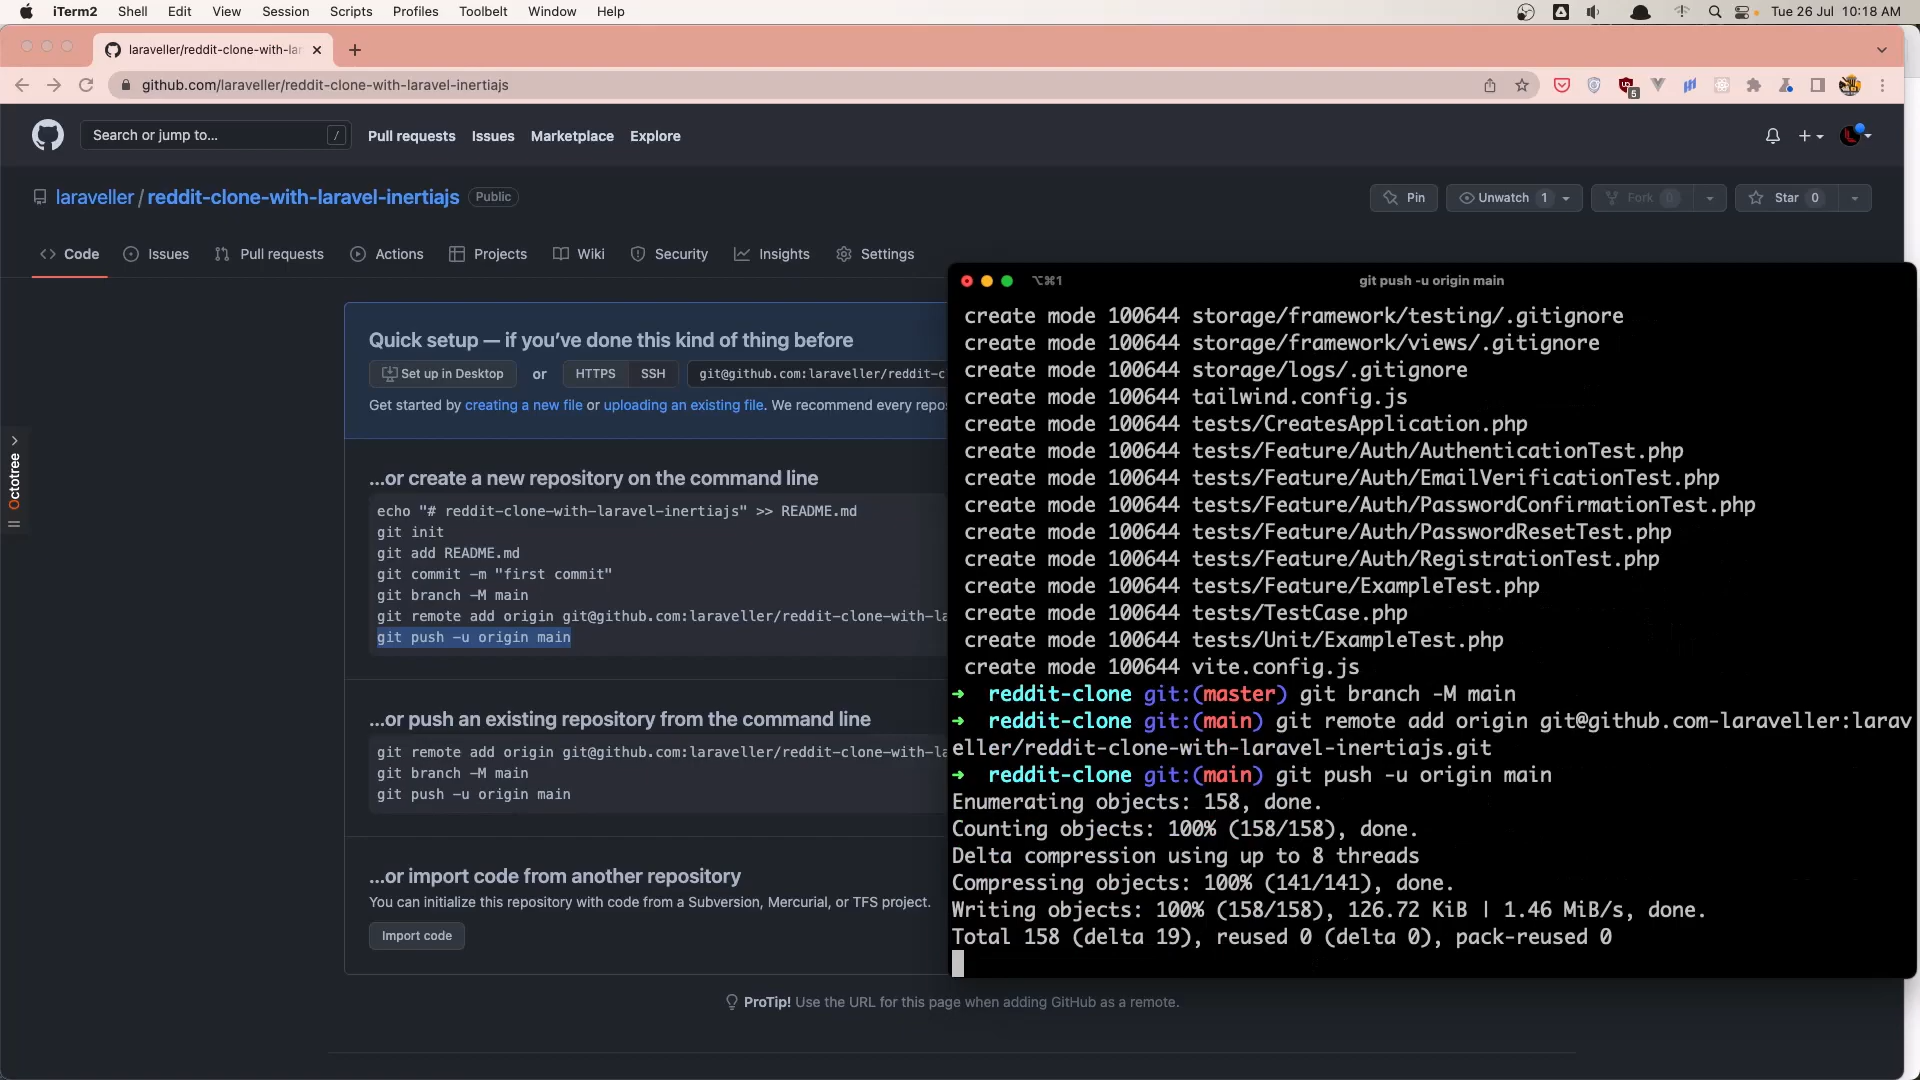 iTerm2 Shell Edit View Session Scripts Profiles Toolbelt Window Help
Tue 26 Jul 10:18 AM
laraveller/reddit-clone-with-lar
github.com/laraveller/reddit-clone-with-laravel-inertiajs
5
Search or jump to... /
Pull requests Issues Marketplace Explore
laraveller / reddit-clone-with-laravel-inertiajs Public
Pin Unwatch 1 Fork 0 Star 0
Code Issues Pull requests Actions Projects Wiki Security Insights Settings
Octotree
Quick setup — if you’ve done this kind of thing before
Set up in Desktop or HTTPS SSH git@github.com:laraveller/reddit-c
Get started by creating a new file or uploading an existing file. We recommend every repos
...or create a new repository on the command line
echo "# reddit-clone-with-laravel-inertiajs" >> README.md
git init
git add README.md
git commit -m "first commit"
git branch -M main
git remote add origin git@github.com:laraveller/reddit-clone-with-la
git push -u origin main
...or push an existing repository from the command line
git remote add origin git@github.com:laraveller/reddit-clone-with-la
git branch -M main
git push -u origin main
...or import code from another repository
You can initialize this repository with code from a Subversion, Mercurial, or TFS project.
Import code
ProTip! Use the URL for this page when adding GitHub as a remote.
⌥⌘1 git push -u origin main
create mode 100644 storage/framework/testing/.gitignore
create mode 100644 storage/framework/views/.gitignore
create mode 100644 storage/logs/.gitignore
create mode 100644 tailwind.config.js
create mode 100644 tests/CreatesApplication.php
create mode 100644 tests/Feature/Auth/AuthenticationTest.php
create mode 100644 tests/Feature/Auth/EmailVerificationTest.php
create mode 100644 tests/Feature/Auth/PasswordConfirmationTest.php
create mode 100644 tests/Feature/Auth/PasswordResetTest.php
create mode 100644 tests/Feature/Auth/RegistrationTest.php
create mode 100644 tests/Feature/ExampleTest.php
create mode 100644 tests/TestCase.php
create mode 100644 tests/Unit/ExampleTest.php
create mode 100644 vite.config.js
➜ reddit-clone git:(master) git branch -M main
➜ reddit-clone git:(main) git remote add origin git@github.com-laraveller:larav
eller/reddit-clone-with-laravel-inertiajs.git
➜ reddit-clone git:(main) git push -u origin main
Enumerating objects: 158, done.
Counting objects: 100% (158/158), done.
Delta compression using up to 8 threads
Compressing objects: 100% (141/141), done.
Writing objects: 100% (158/158), 126.72 KiB | 1.46 MiB/s, done.
Total 158 (delta 19), reused 0 (delta 0), pack-reused 0